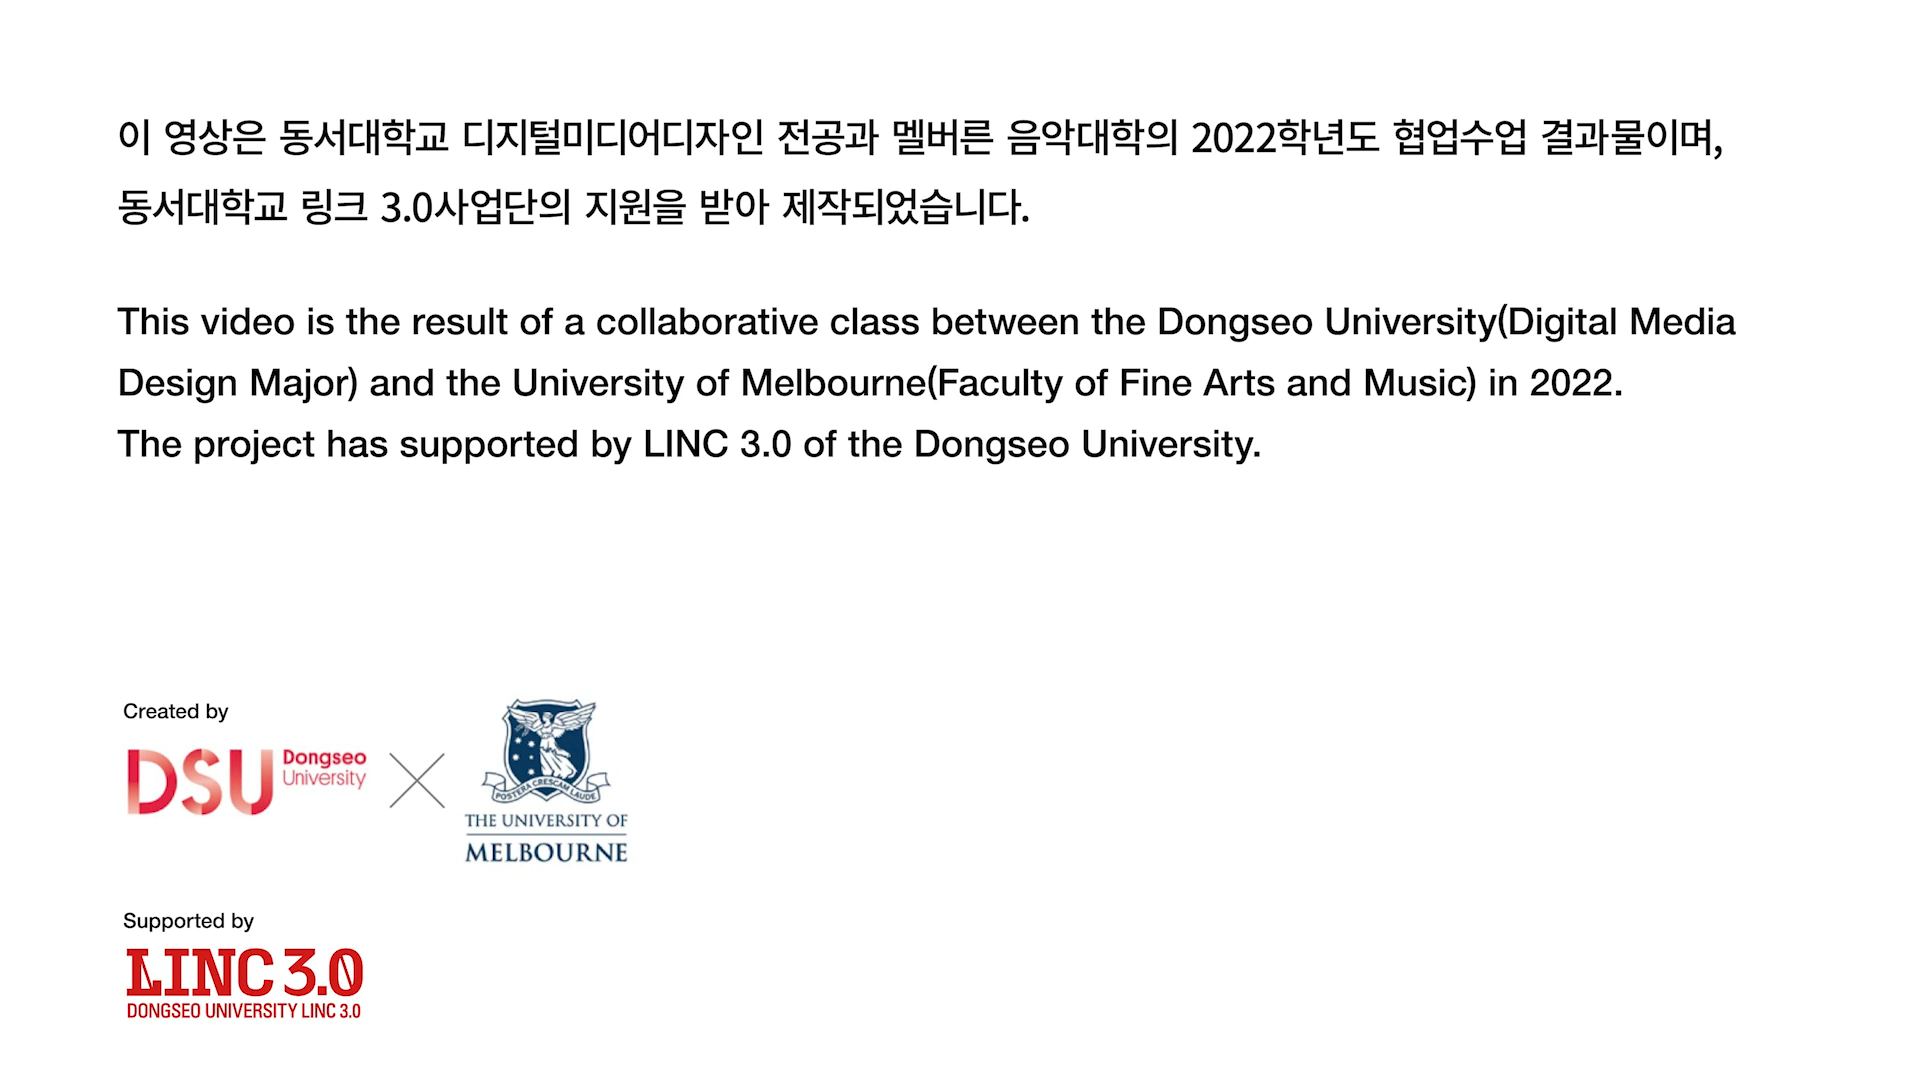 이 영상은 동서대학교 디지털미디어디자인 전공과 멜버른 음악대학의 2022학년도 협업수업 결과물이며,
동서대학교 링크 3.0사업단의 지원을 받아 제작되었습니다.
This video is the result of a collaborative class between the Dongseo University(Digital Media
Design Major) and the University of Melbourne(Faculty of Fine Arts and Music) in 2022.
The project has supported by LINC 3.0 of the Dongseo University.
Created by
DSU Dongseo
University
POSTERA CRESCAM LAUDE
THE UNIVERSITY OF
MELBOURNE
Supported by
LINC 3.0
DONGSEO UNIVERSITY LINC 3.0